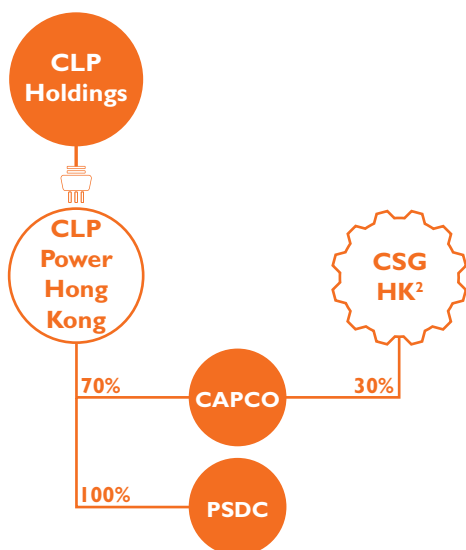 CLP
Holdings
CLP
Power
Hong
Kong
CSG
HK²
70%
CAPCO
30%
100%
PSDC